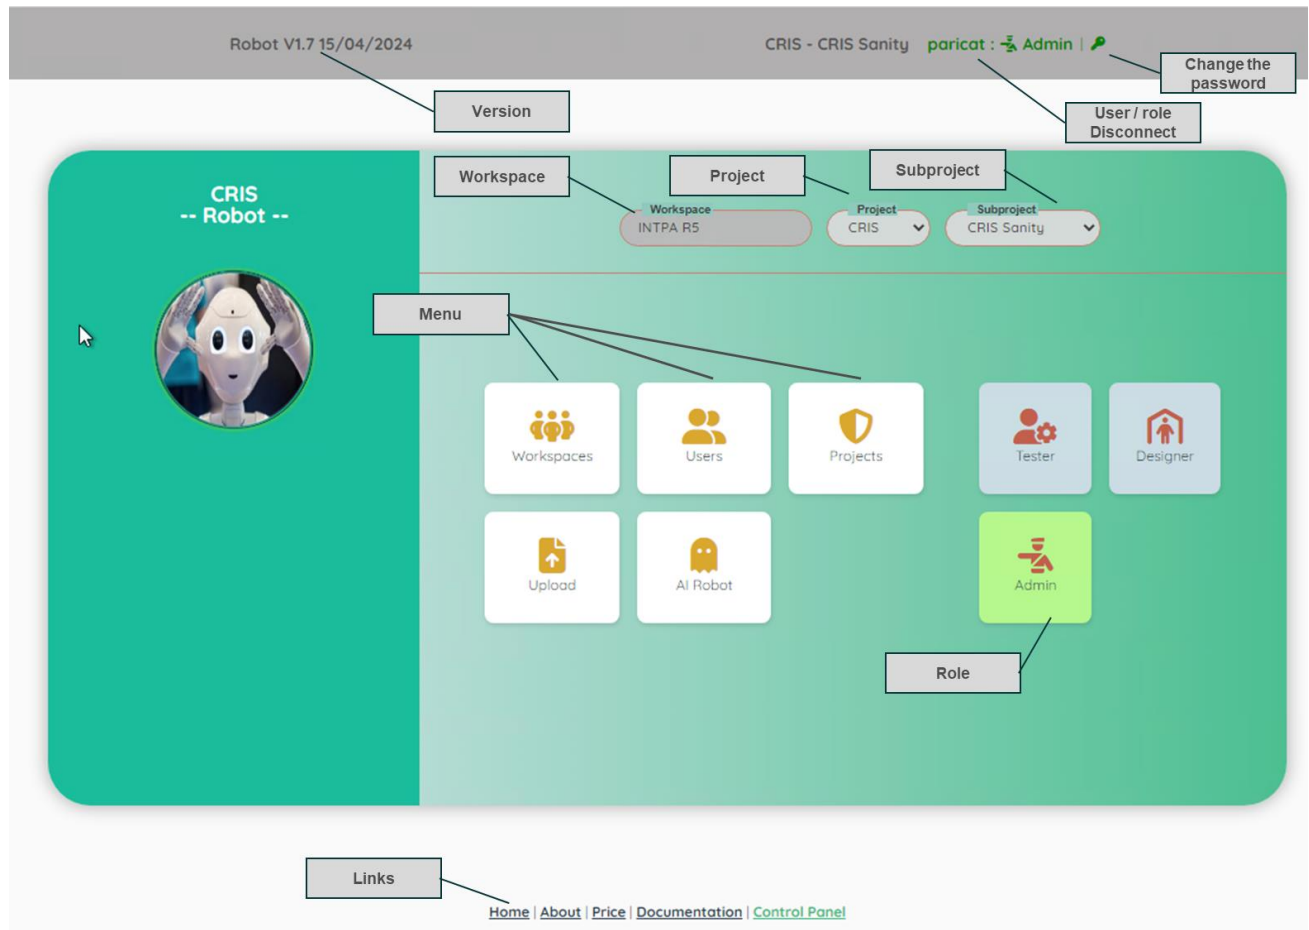 Robot V1.7 15/04/2024
CRIS - CRIS Sanity paricat : Admin |
Change the
password
Version
User / role
Disconnect
CRIS
-- Robot --
Workspace
Project
Subproject
Workspace
INTPA R5
Project
CRIS
Subproject
CRIS Sanity
Menu
Workspaces
Users
Projects
Tester
Designer
Upload
AI Robot
Admin
Role
Links
Home | About | Price | Documentation | Control Panel